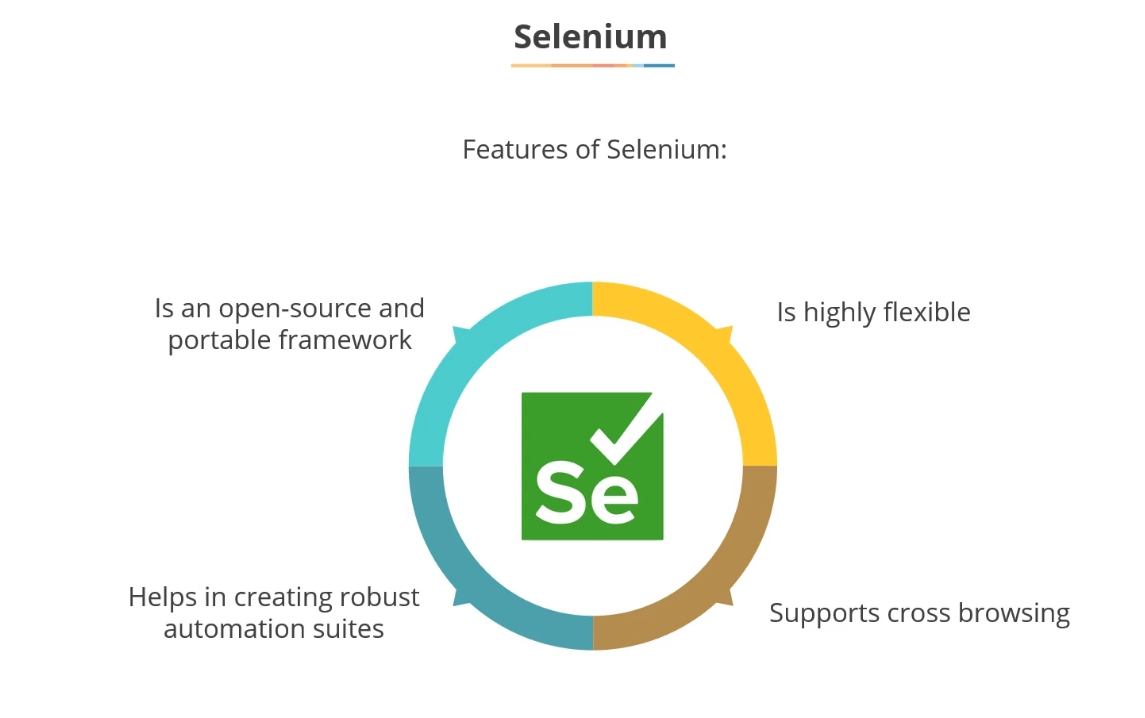 Selenium
Features of Selenium:
Is an open-source and
portable framework
Is highly flexible
Se
Helps in creating robust
automation suites
Supports cross browsing